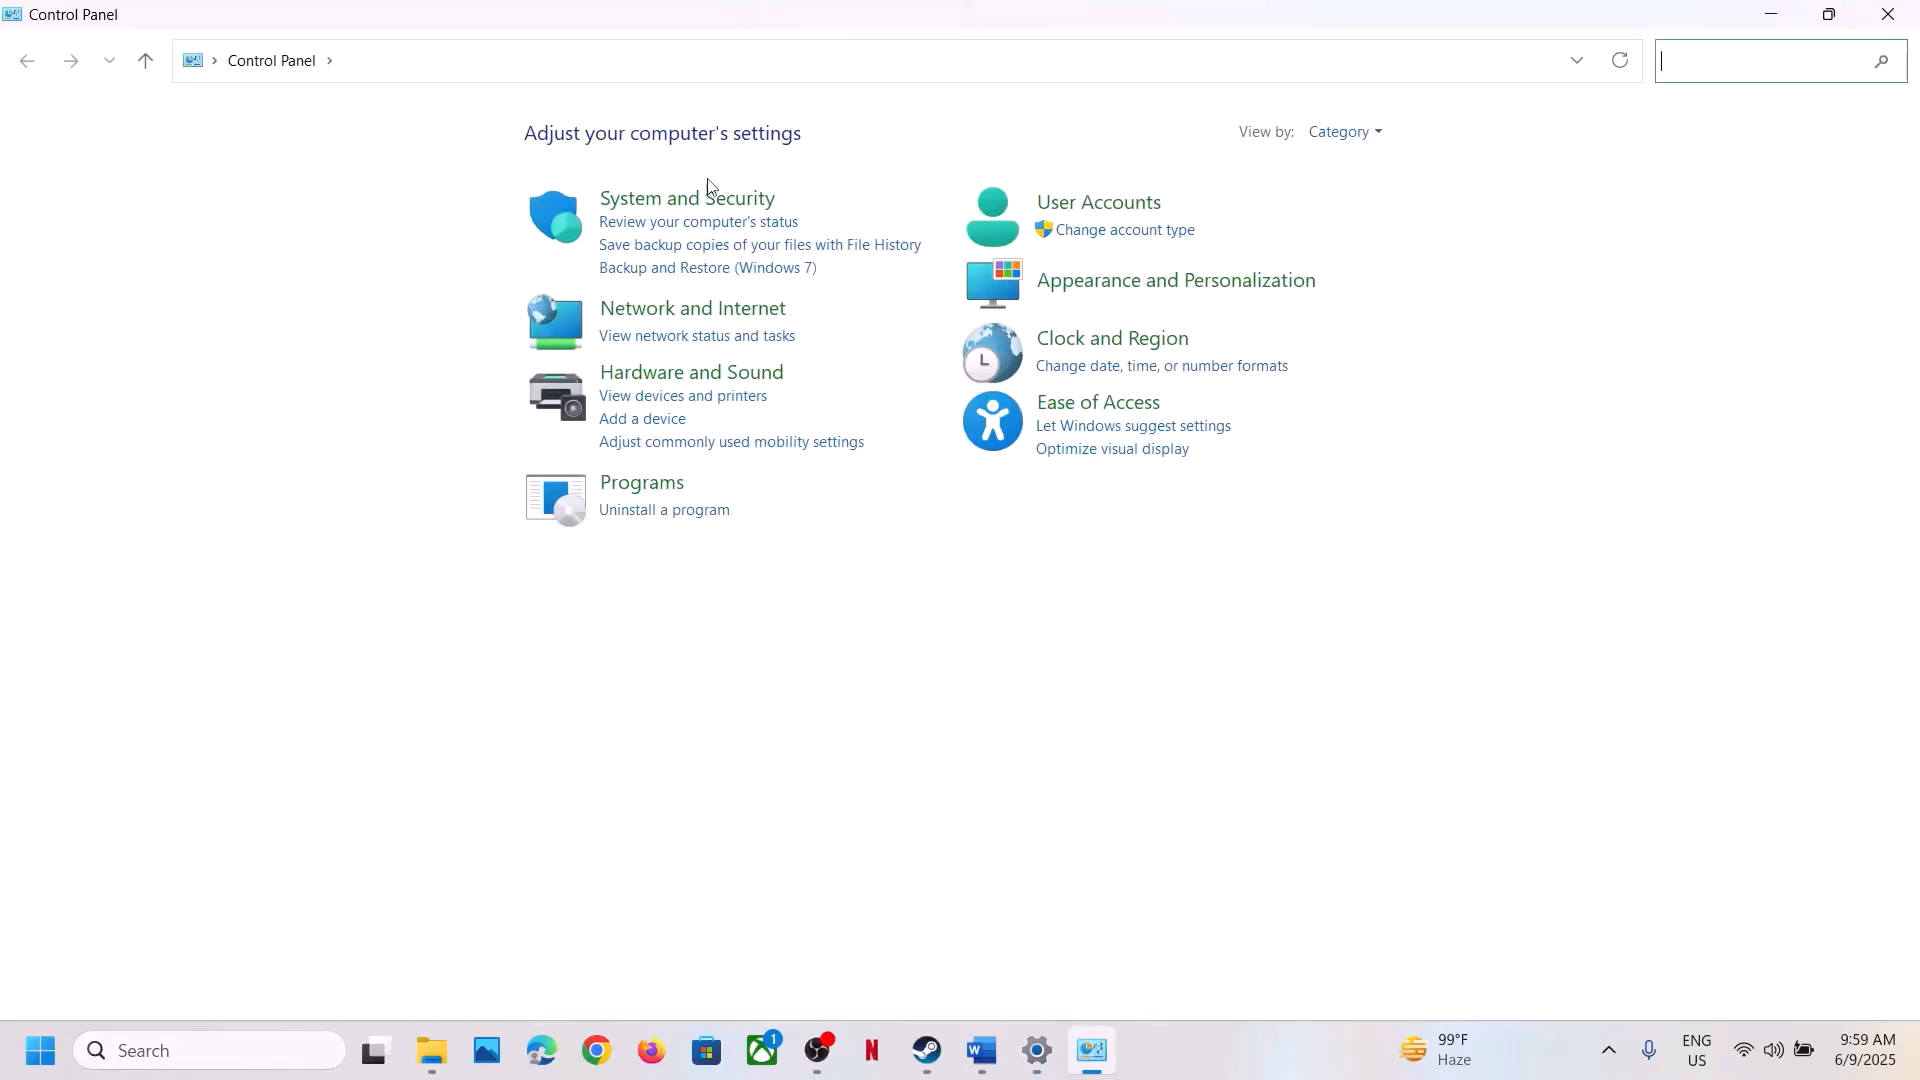 Control Panel
Control Panel
Adjust your computer's settings
View by: Category
System and Security
Review your computer's status
Save backup copies of your files with File History
Backup and Restore (Windows 7)
Network and Internet
View network status and tasks
Hardware and Sound
View devices and printers
Add a device
Adjust commonly used mobility settings
Programs
Uninstall a program
User Accounts
Change account type
Appearance and Personalization
Clock and Region
Change date, time, or number formats
Ease of Access
Let Windows suggest settings
Optimize visual display
Search
1
N
W
99°F
Haze
ENG
US
9:59 AM
6/9/2025